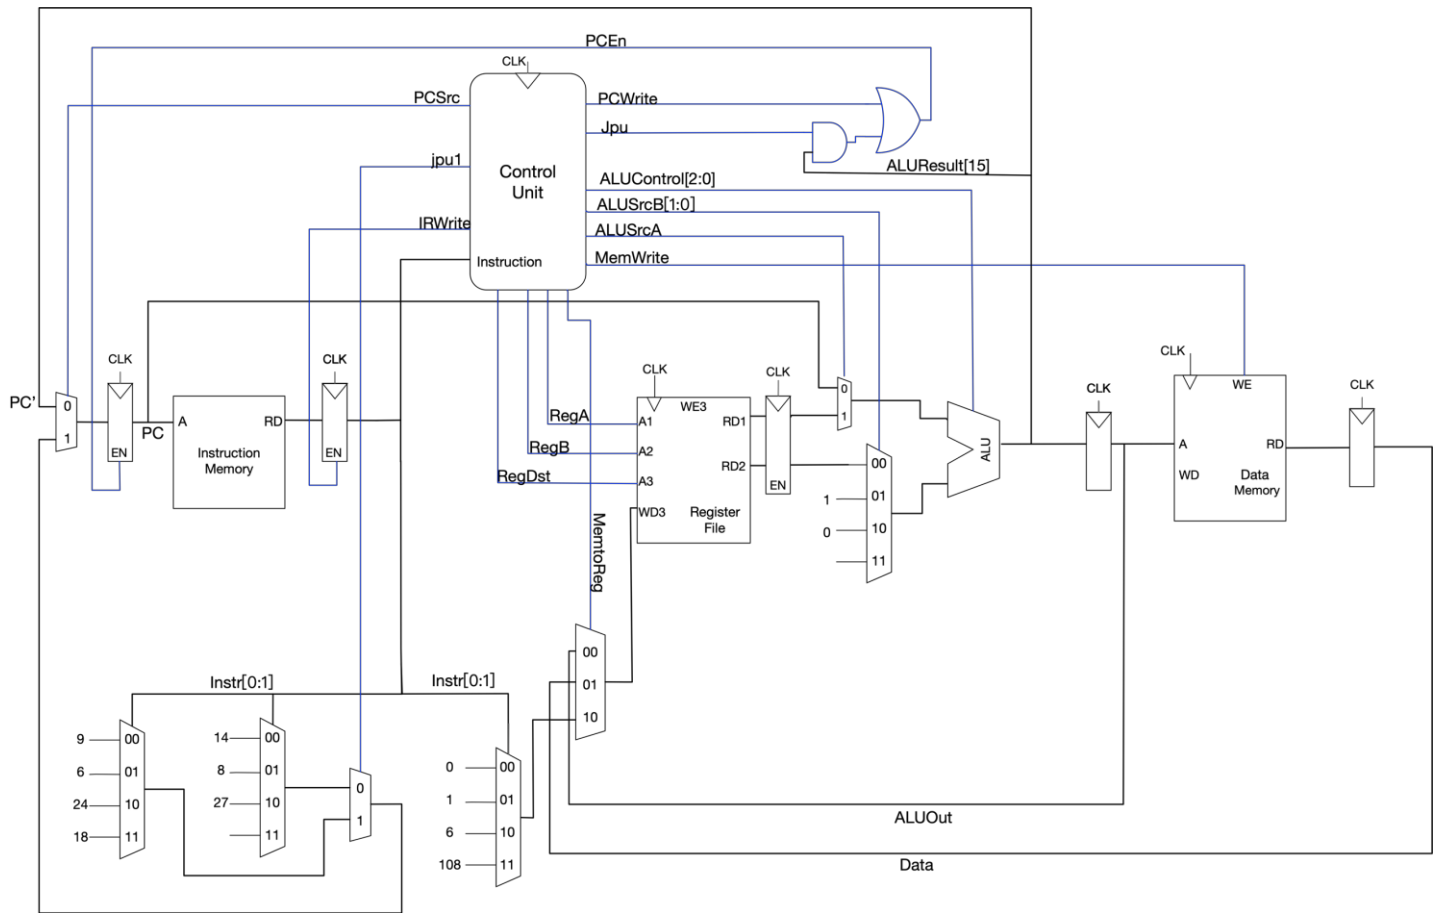 PCEn
CLK
PCSrc
PCWrite
Jpu
jpu1
Control
Unit
ALUResult[15]
ALUControl[2:0]
ALUSrcB[1:0]
IRWrite
ALUSrcA
Instruction
MemWrite
CLK
CLK
CLK
CLK
CLK
CLK
CLK
PC'
0
1
EN
PC
A
RD
Instruction
Memory
EN
RegA
RegB
RegDst
WE3
A1
A2
A3
WD3
RD1
RD2
Register
File
EN
0
1
00
1
01
0
10
11
ALU
WE
A
RD
WD
Data
Memory
MemtoReg
00
01
10
Instr[0:1]
Instr[0:1]
9
00
6
01
24
10
18
11
14
00
8
01
27
10
11
0
1
0
00
1
01
6
10
108
11
ALUOut
Data